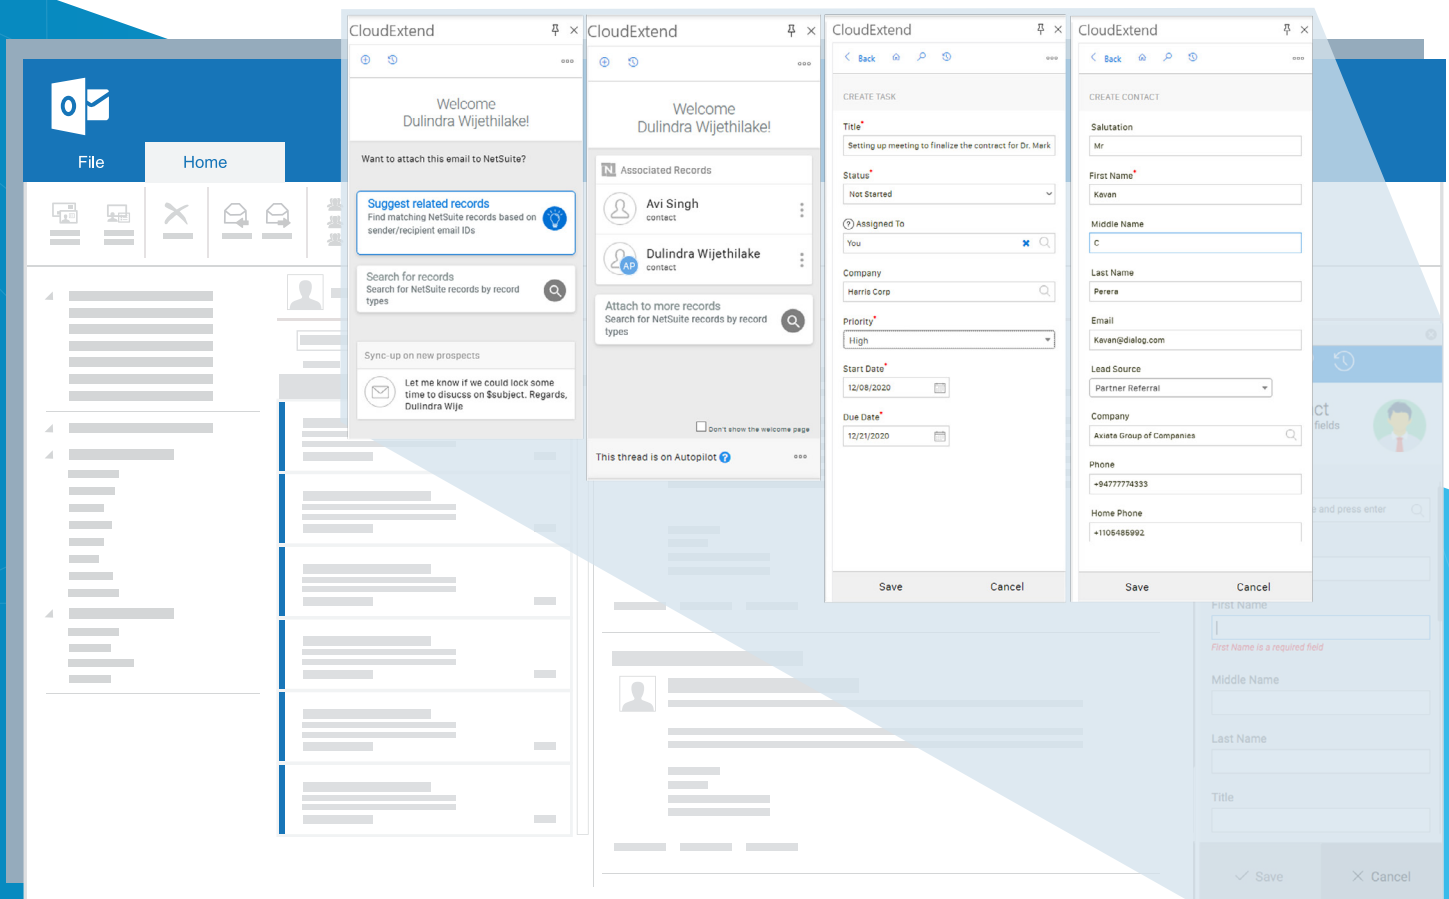 File
Home
CloudExtend
Welcome
Dulindra Wijethilake!
Want to attach this email to NetSuite?
Suggest related records
Find matching NetSuite records based on
sender/recipient email IDs
Search for records
Search for NetSuite records by record
types
Sync-up on new prospects
Let me know if we could lock some
time to disucss on $subject. Regards,
Dulindra Wije
CloudExtend
Welcome
Dulindra Wijethilake!
N Associated Records
Avi Singh
contact
AP
Dulindra Wijethilake
contact
Attach to more records
Search for NetSuite records by record
types
Don't show the welcome page
This thread is on Autopilot ?
CloudExtend
Back
CREATE TASK
Title*
Setting up meeting to finalize the contract for Dr. Mark
Status*
Not Started
? Assigned To
You
Company
Harris Corp
Priority*
High
Start Date*
12/08/2020
Due Date*
12/21/2020
Save Cancel
CloudExtend
Back
CREATE CONTACT
Salutation
Mr
First Name*
Kavan
Middle Name
C
Last Name
Perera
Email
Kavan@dialog.com
Lead Source
Partner Referral
Company
Axiata Group of Companies
Phone
+94777774333
Home Phone
+1105485992
Save Cancel
ct
fields
and press enter
First Name
First Name is a required field
Middle Name
Last Name
Title
Save Cancel